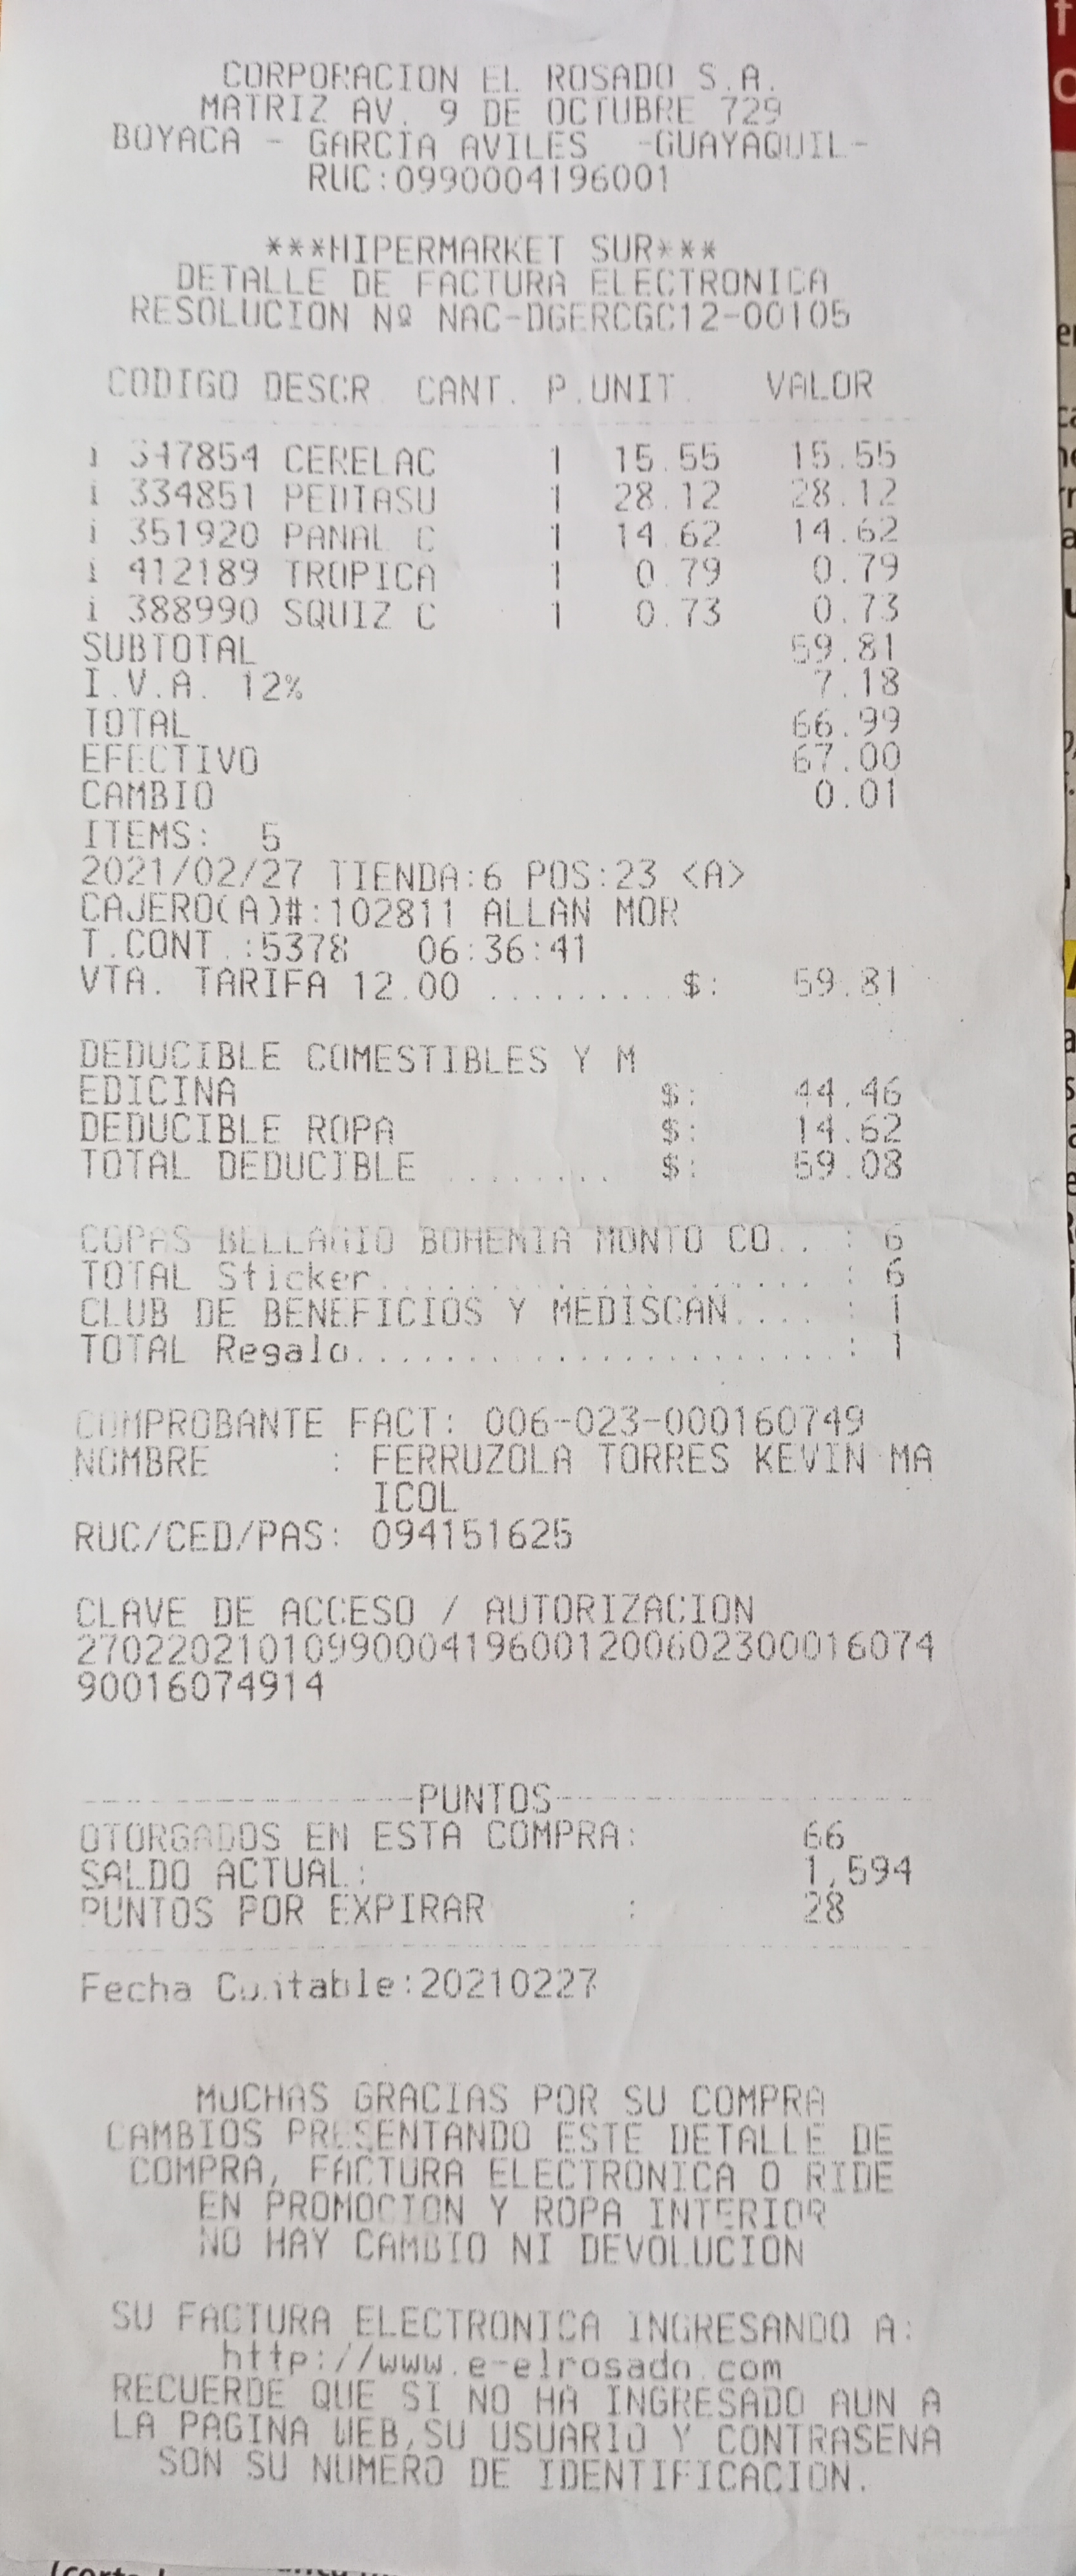 CORPORACION EL ROSADO S.A.
MATRIZ AV. 9 DE OCTUBRE 729
BOYACA - GARCIA AVILES -GUAYAQUIL-
RUC:0990004196001
***HIPERMARKET SUR***
DETALLE DE FACTURA ELECTRONICA
RESOLUCION Nº NAC-DGERCGC12-00105
CODIGO DESCR. CANT. P.UNIT. VALOR
i 347854 CERELAC 1 15.55 15.55
i 334851 PEDIASU 1 28.12 28.12
i 351920 PANAL C 1 14.62 14.62
i 412189 TROPICA 1 0.79 0.79
i 388990 SQUIZ C 1 0.73 0.73
SUBTOTAL 59.81
I.V.A. 12% 7.18
TOTAL 66.99
EFECTIVO 67.00
CAMBIO 0.01
ITEMS: 5
2021/02/27 TIENDA:6 POS:23 <A>
CAJERO(A)#:102811 ALLAN MOR
T.CONT.:5378 06:36:41
VTA. TARIFA 12.00 ......... $: 59.81
DEDUCIBLE COMESTIBLES Y M
EDICINA $: 44.46
DEDUCIBLE ROPA $: 14.62
TOTAL DEDUCIBLE ........ $: 59.08
COPAS BELLAGIO BOHEMIA MONTO CO.. : 6
TOTAL Sticker.................... : 6
CLUB DE BENEFICIOS Y MEDISCAN.... : 1
TOTAL Regalo.....................: 1
COMPROBANTE FACT: 006-023-000160749
NOMBRE : FERRUZOLA TORRES KEVIN MA
ICOL
RUC/CED/PAS: 094151625
CLAVE DE ACCESO / AUTORIZACION
27022021010990004196001200602300016074
90016074914
---------------PUNTOS-----------------
OTORGADOS EN ESTA COMPRA: 66
SALDO ACTUAL: 1,594
PUNTOS POR EXPIRAR : 28
Fecha Contable:20210227
MUCHAS GRACIAS POR SU COMPRA
CAMBIOS PRESENTANDO ESTE DETALLE DE
COMPRA, FACTURA ELECTRONICA O RIDE
EN PROMOCION Y ROPA INTERIOR
NO HAY CAMBIO NI DEVOLUCION
SU FACTURA ELECTRONICA INGRESANDO A:
http://www.e-elrosado.com
RECUERDE QUE SI NO HA INGRESADO AUN A
LA PAGINA WEB,SU USUARIO Y CONTRASENA
SON SU NUMERO DE IDENTIFICACION.